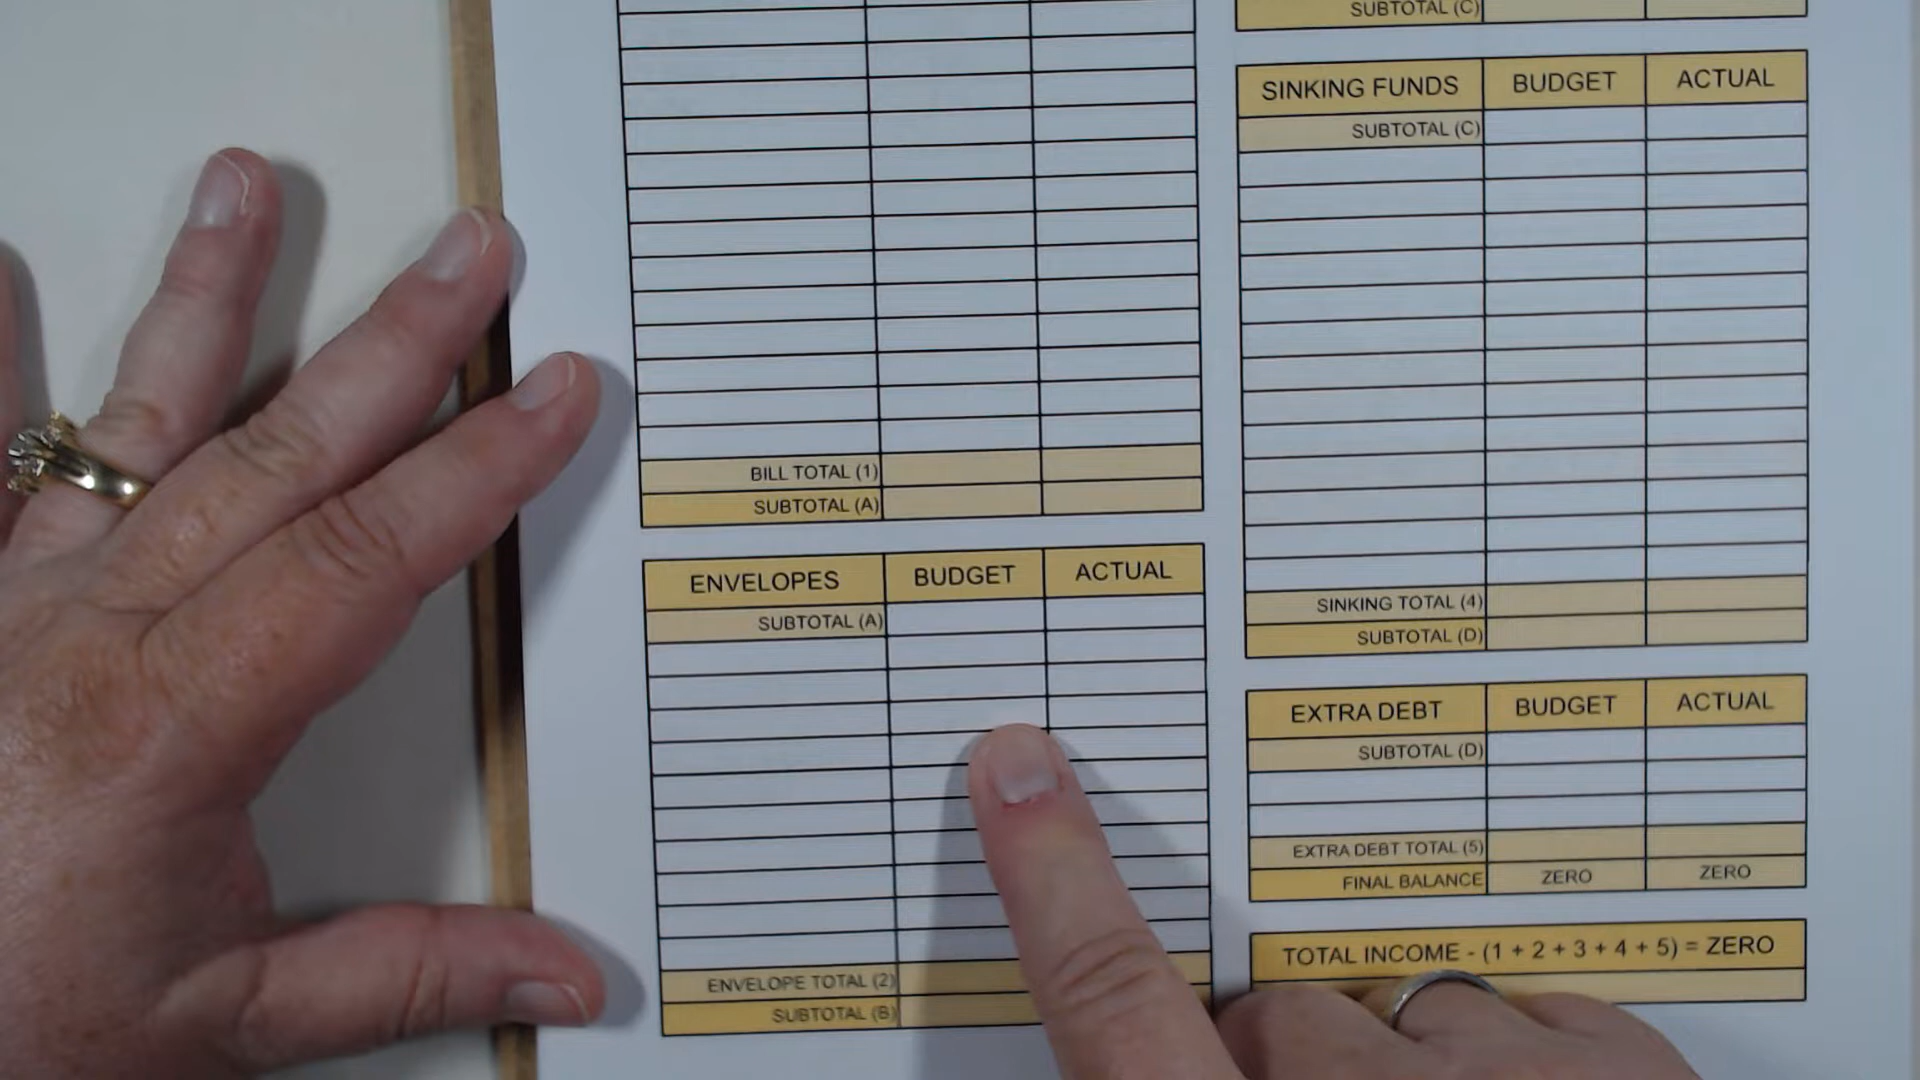 BILL TOTAL (1)
SUBTOTAL (A)
ENVELOPES BUDGET ACTUAL
SUBTOTAL (A)
ENVELOPE TOTAL (2)
SUBTOTAL (B)
SUBTOTAL (C)
SINKING FUNDS BUDGET ACTUAL
SUBTOTAL (C)
SINKING TOTAL (4)
SUBTOTAL (D)
EXTRA DEBT BUDGET ACTUAL
SUBTOTAL (D)
EXTRA DEBT TOTAL (5)
FINAL BALANCE ZERO ZERO
TOTAL INCOME - (1 + 2 + 3 + 4 + 5) = ZERO